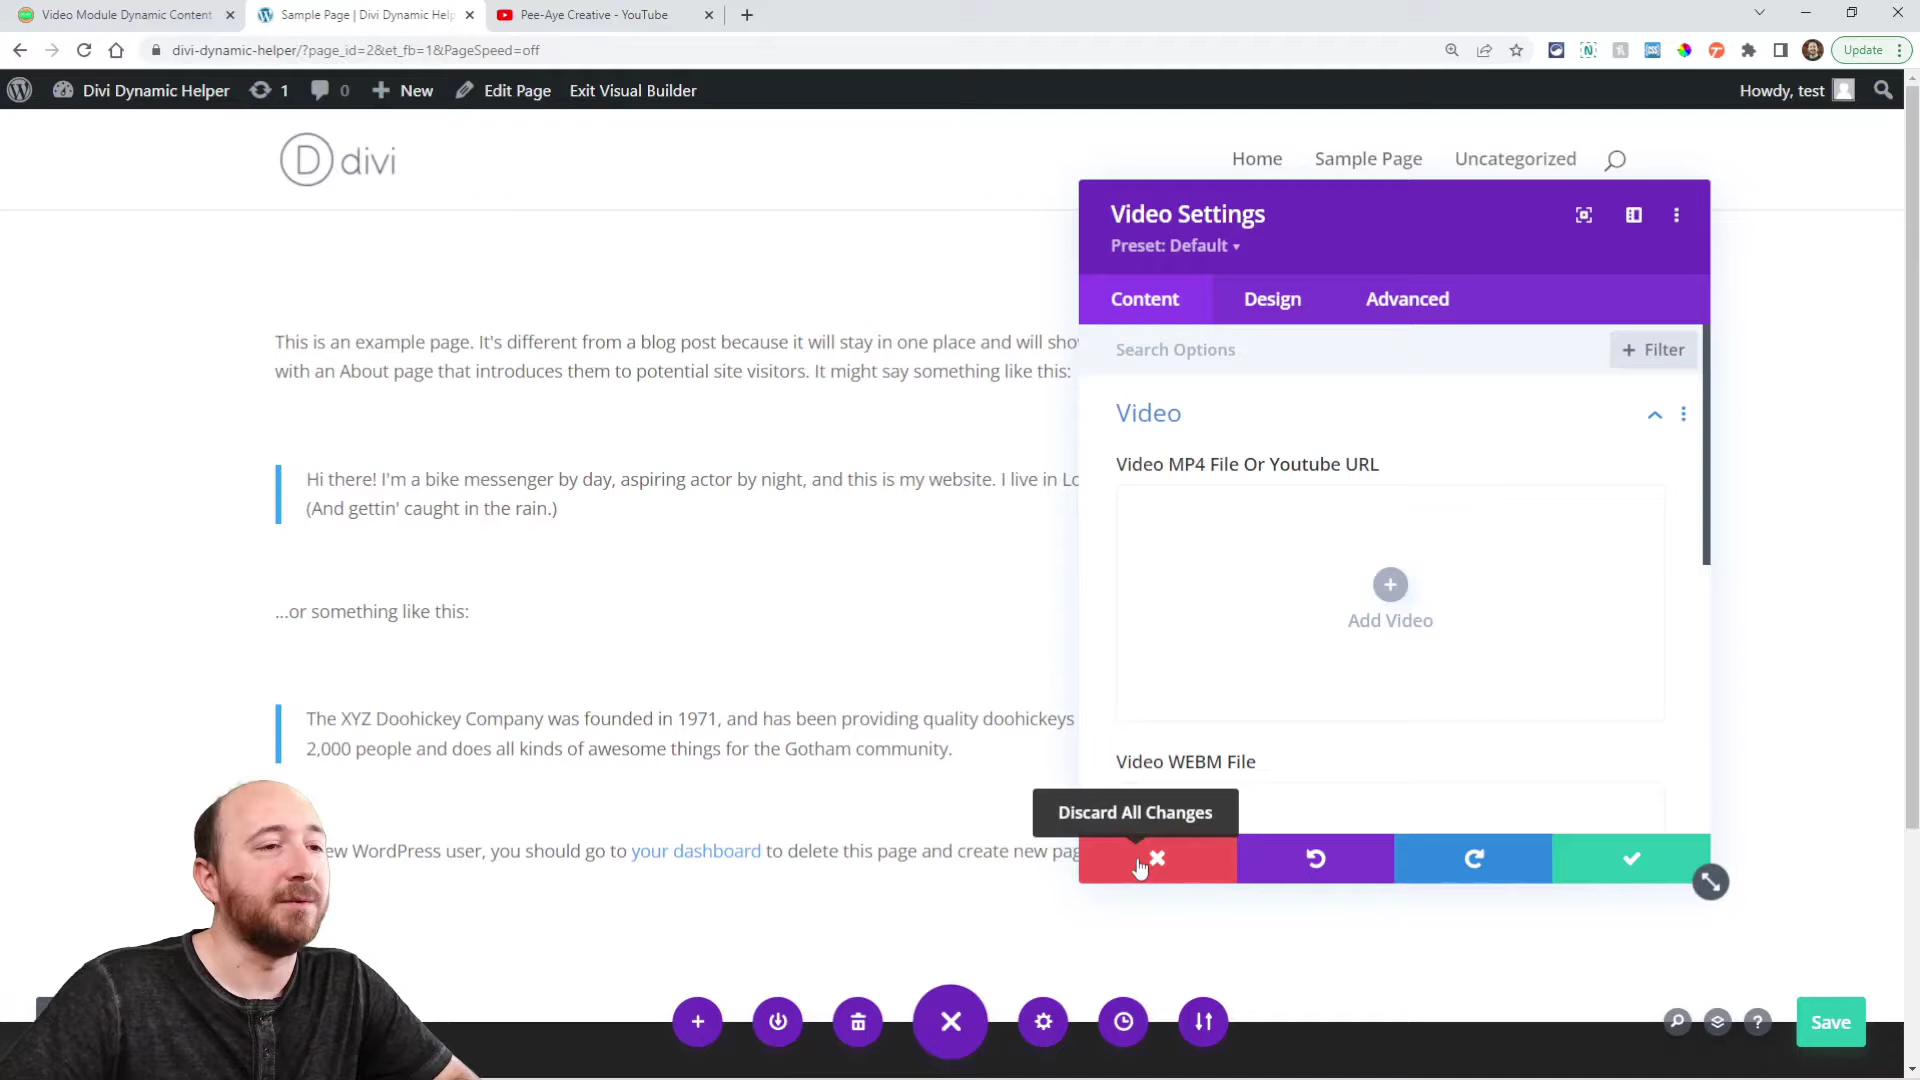 Video Module Dynamic Content
Sample Page | Divi Dynamic Help
Pee-Aye Creative - YouTube
divi-dynamic-helper/?page_id=2&et_fb=1&PageSpeed=off
Update
Divi Dynamic Helper
1
0
New
Edit Page
Exit Visual Builder
Howdy, test
D divi
Home
Sample Page
Uncategorized
Video Settings
Preset: Default
Content
Design
Advanced
Search Options
+ Filter
This is an example page. It's different from a blog post because it will stay in one place and will sho
with an About page that introduces them to potential site visitors. It might say something like this:
Video
Video MP4 File Or Youtube URL
Hi there! I'm a bike messenger by day, aspiring actor by night, and this is my website. I live in Lo
(And gettin' caught in the rain.)
Add Video
...or something like this:
The XYZ Doohickey Company was founded in 1971, and has been providing quality doohickeys
2,000 people and does all kinds of awesome things for the Gotham community.
Video WEBM File
Discard All Changes
ew WordPress user, you should go to your dashboard to delete this page and create new pag
?
Save